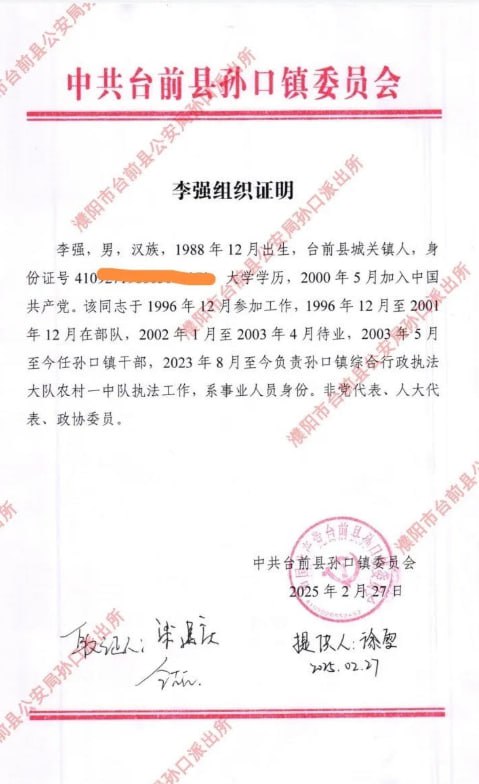 中共台前县孙口镇委员会
李强组织证明
李强，男，汉族，1988 年 12 月出生，台前县城关镇人，身
份证号 4109 大学学历，2000 年 5 月加入中国
共产党。该同志于 1996 年 12 月参加工作，1996 年 12 月至 2001
年 12 月在部队，2002 年 1 月至 2003 年 4 月待业，2003 年 5 月
至今任孙口镇干部，2023 年 8 月至今负责孙口镇综合行政执法
大队农村一中队执法工作，系事业人员身份。非党代表、人大代
表、政协委员。
中共台前县孙口镇委员会
2025 年 2 月 27 日
取证人：
提供人：徐
2025.02.27
濮阳市台前县公安局孙口派出所
濮阳市台前县公安局孙口派出所
濮阳市台前县公安局孙口派出所
濮阳市台前县公安局孙口派出所